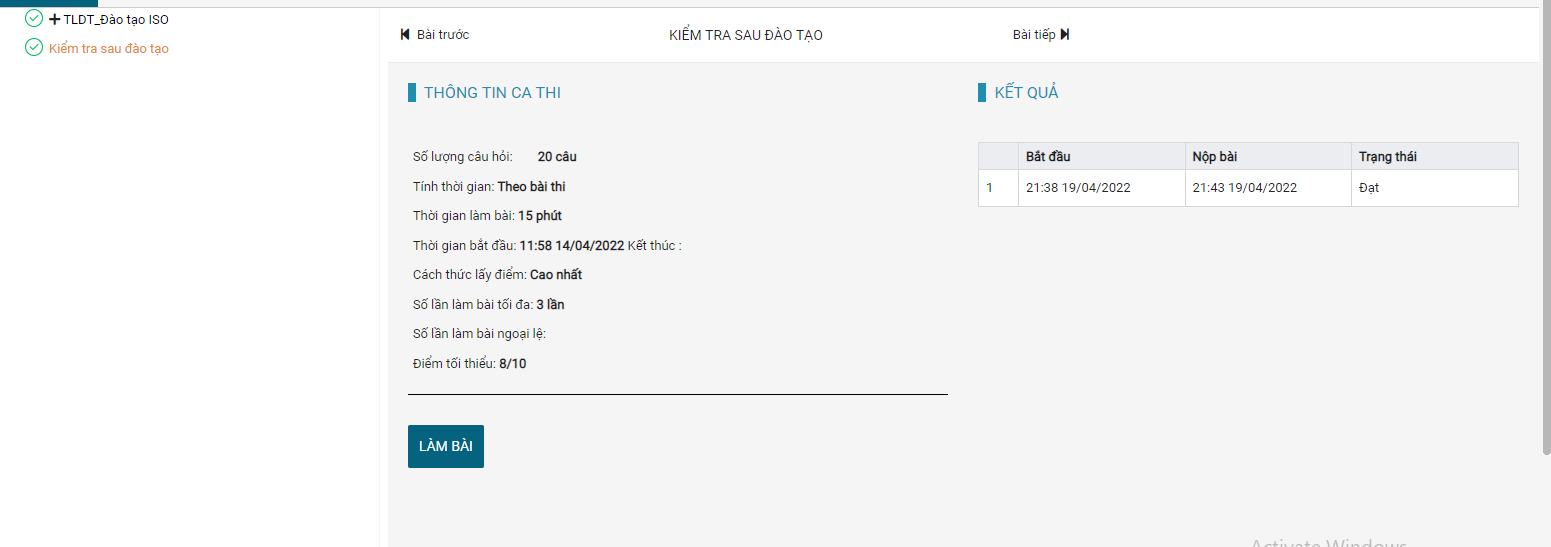 TLDT_Đào tạo ISO
Kiểm tra sau đào tạo
Bài trước
KIỂM TRA SAU ĐÀO TẠO
Bài tiếp
THÔNG TIN CA THI
Số lượng câu hỏi: 20 câu
Tính thời gian: Theo bài thi
Thời gian làm bài: 15 phút
Thời gian bắt đầu: 11:58 14/04/2022 Kết thúc :
Cách thức lấy điểm: Cao nhất
Số lần làm bài tối đa: 3 lần
Số lần làm bài ngoại lệ:
Điểm tối thiểu: 8/10
LÀM BÀI
KẾT QUẢ
Bắt đầu Nộp bài Trạng thái
1 21:38 19/04/2022 21:43 19/04/2022 Đạt
Activate Windows